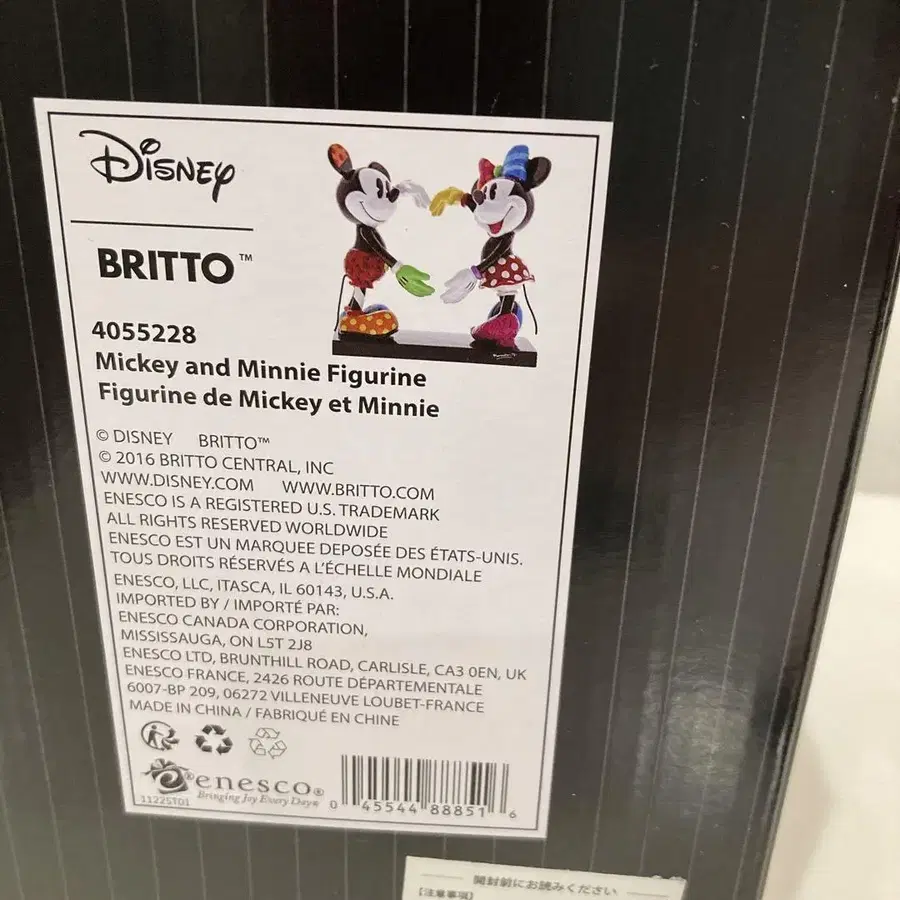 Disney
BRITTO™
4055228
Mickey and Minnie Figurine
Figurine de Mickey et Minnie
© DISNEY BRITTO™
© 2016 BRITTO CENTRAL, INC
WWW.DISNEY.COM WWW.BRITTO.COM
ENESCO IS A REGISTERED U.S. TRADEMARK
ALL RIGHTS RESERVED WORLDWIDE
ENESCO EST UN MARQUEE DEPOSÉE DES ÉTATS-UNIS.
TOUS DROITS RÉSERVÉS A L'ÉCHELLE MONDIALE
ENESCO, LLC, ITASCA, IL 60143, U.S.A.
IMPORTED BY / IMPORTÉ PAR:
ENESCO CANADA CORPORATION,
MISSISSAUGA, ON L5T 2J8
ENESCO LTD, BRUNTHILL ROAD, CARLISLE, CA3 0EN, UK
ENESCO FRANCE, 2426 ROUTE DÉPARTEMENTALE
6007-BP 209, 06272 VILLENEUVE LOUBET-FRANCE
MADE IN CHINA / FABRIQUÉ EN CHINE
enesco®
Bringing Joy Every Day®
11225T01
0 45544 88851 6
開封前にお読みください
【注意事項】